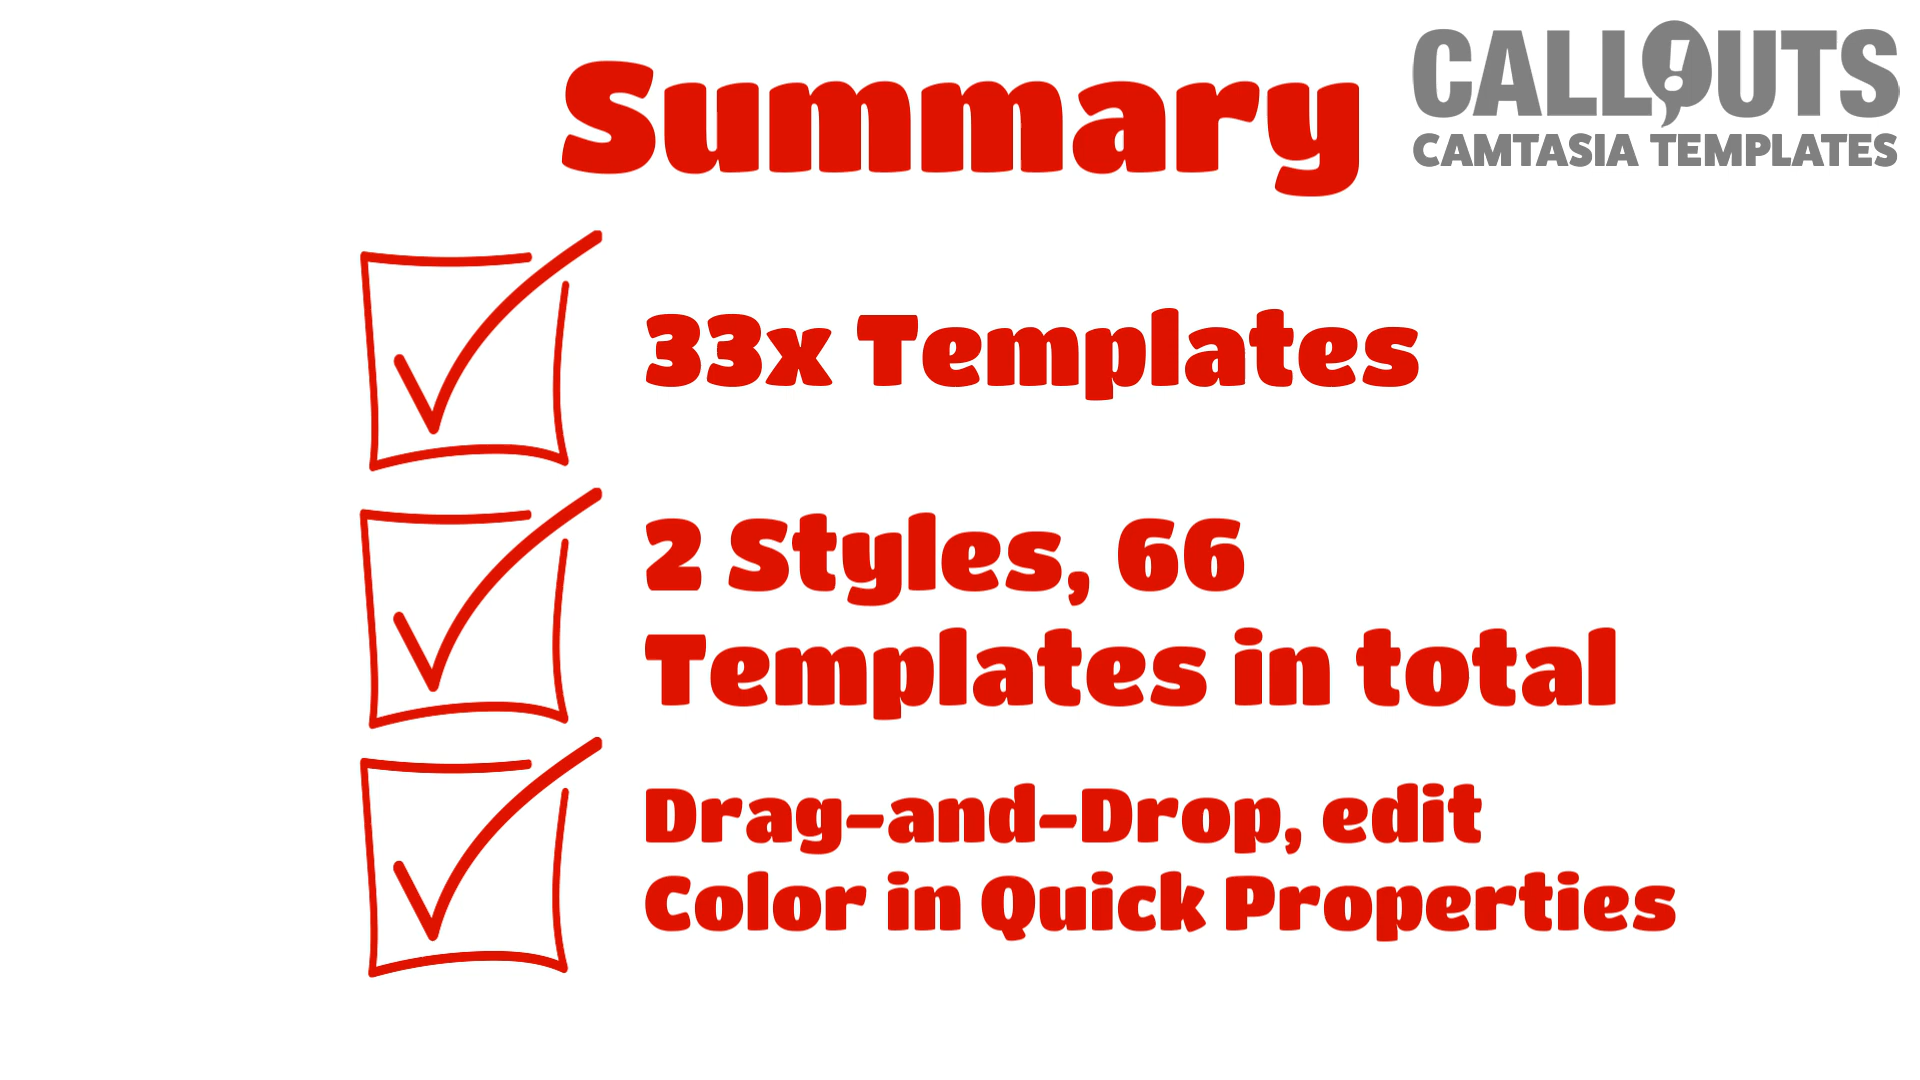 Summary
CALLOUTS
CAMTASIA TEMPLATES
33x Templates
2 Styles, 66
Templates in total
Drag-and-Drop, edit
Color in Quick Properties